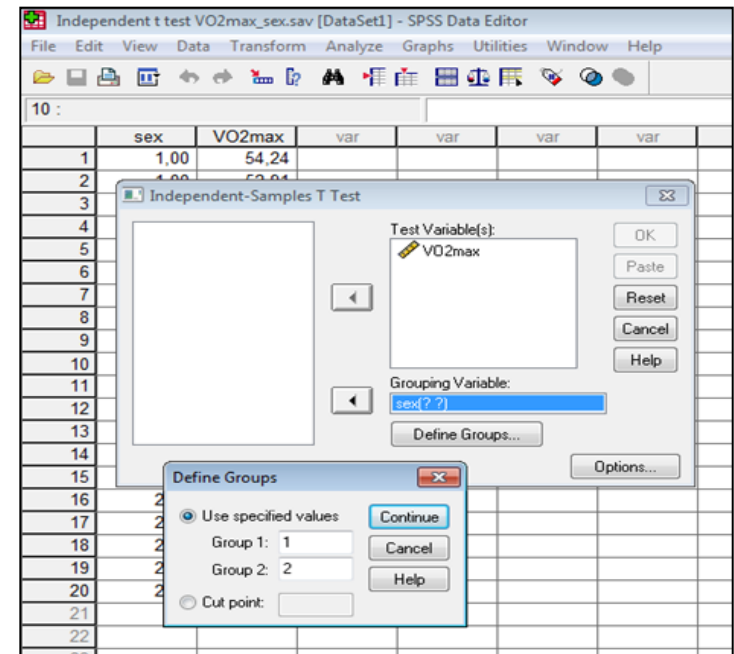 Independent t test VO2max_sex.sav [DataSet1] - SPSS Data Editor
File Edit View Data Transform Analyze Graphs Utilities Window Help
10 :
sex VO2max var var var var
1 1,00 54,24
2
3
4
5
6
7
8
9
10
11
12
13
14
15
16 2
17 2
18 2
19 2
20 2
21
22
Independent-Samples T Test
Test Variable(s):
VO2max
OK
Paste
Reset
Cancel
Help
Grouping Variable:
sex(? ?)
Define Groups...
Options...
Define Groups
Use specified values
Group 1: 1
Group 2: 2
Cut point:
Continue
Cancel
Help